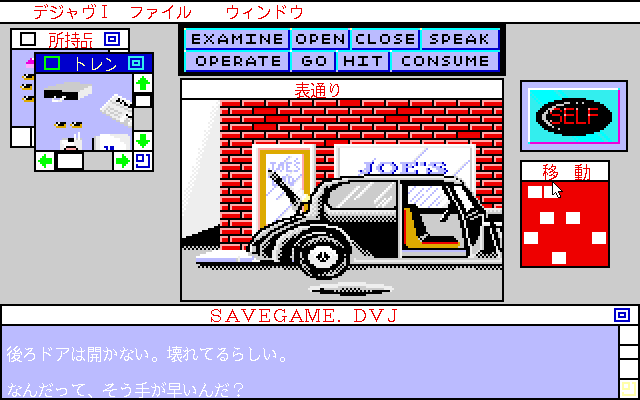 デジャヴI ファイル ウィンドウ
所持品
トレン
EXAMINE OPEN CLOSE SPEAK
OPERATE GO HIT CONSUME
表通り
SELF
移動
JOE'S
JOE'S
SAVEGAME. DVJ
後ろドアは開かない。壊れてるらしい。
なんだって、そう手が早いんだ？